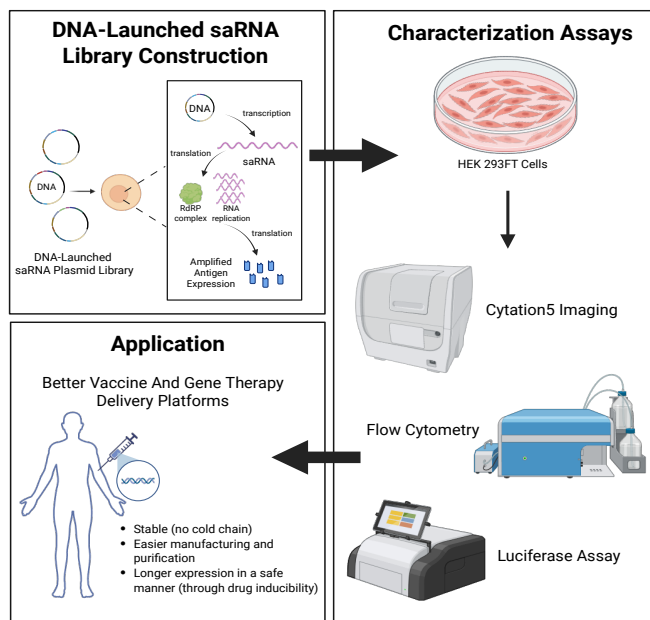 DNA-Launched saRNA
Library Construction
DNA
transcription
saRNA
translation
RdRP
complex
RNA
replication
translation
Amplified
Antigen
Expression
DNA
DNA-Launched
saRNA Plasmid Library
Characterization Assays
HEK 293FT Cells
Cytation5 Imaging
Flow Cytometry
Luciferase Assay
Application
Better Vaccine And Gene Therapy
Delivery Platforms
• Stable (no cold chain)
• Easier manufacturing and
purification
• Longer expression in a safe
manner (through drug inducibility)